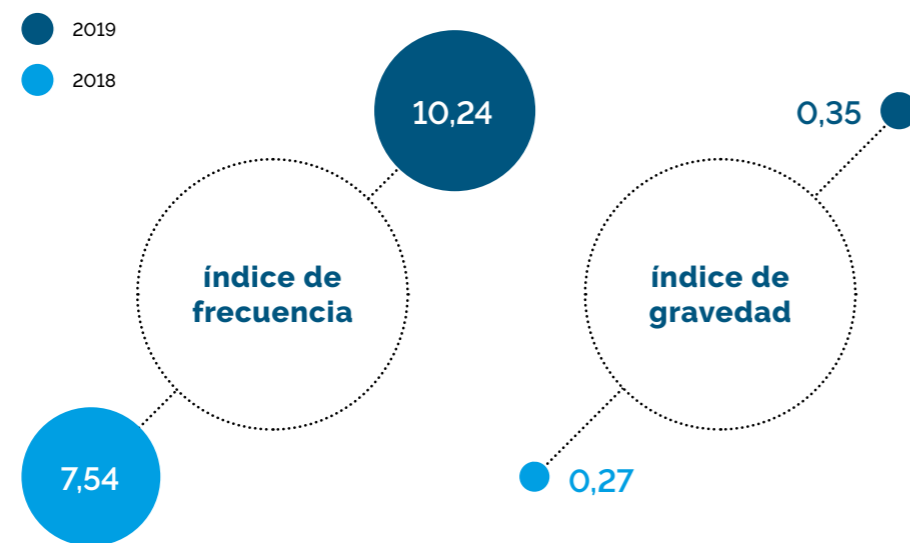 2019
2018
10,24
0,35
índice de
frecuencia
índice de
gravedad
7,54
0,27